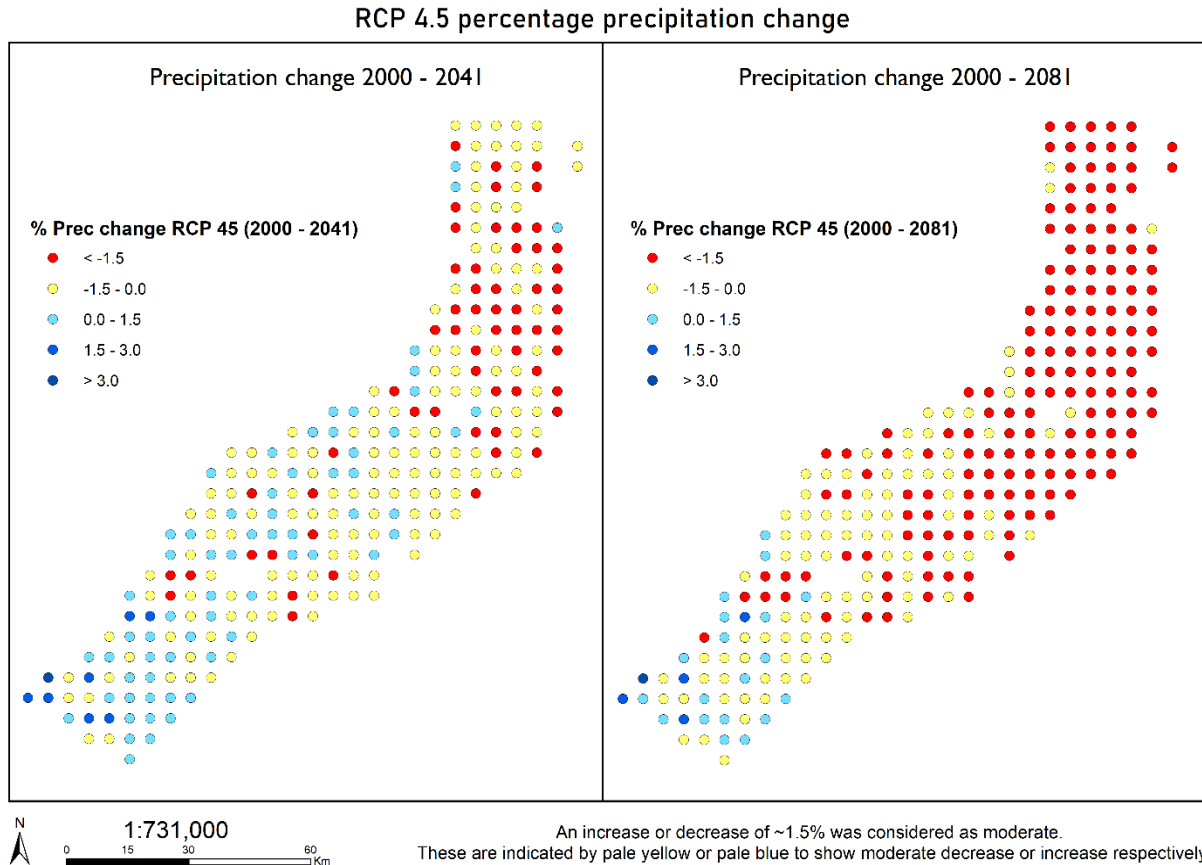 RCP 4.5 percentage precipitation change
Precipitation change 2000 - 2041
% Prec change RCP 45 (2000 - 2041)
< -1.5
-1.5 - 0.0
0.0 - 1.5
1.5 - 3.0
> 3.0
Precipitation change 2000 - 2081
% Prec change RCP 45 (2000 - 2081)
< -1.5
-1.5 - 0.0
0.0 - 1.5
1.5 - 3.0
> 3.0
N
1:731,000
0 15 30 60
Km
An increase or decrease of ~1.5% was considered as moderate.
These are indicated by pale yellow or pale blue to show moderate decrease or increase respectively